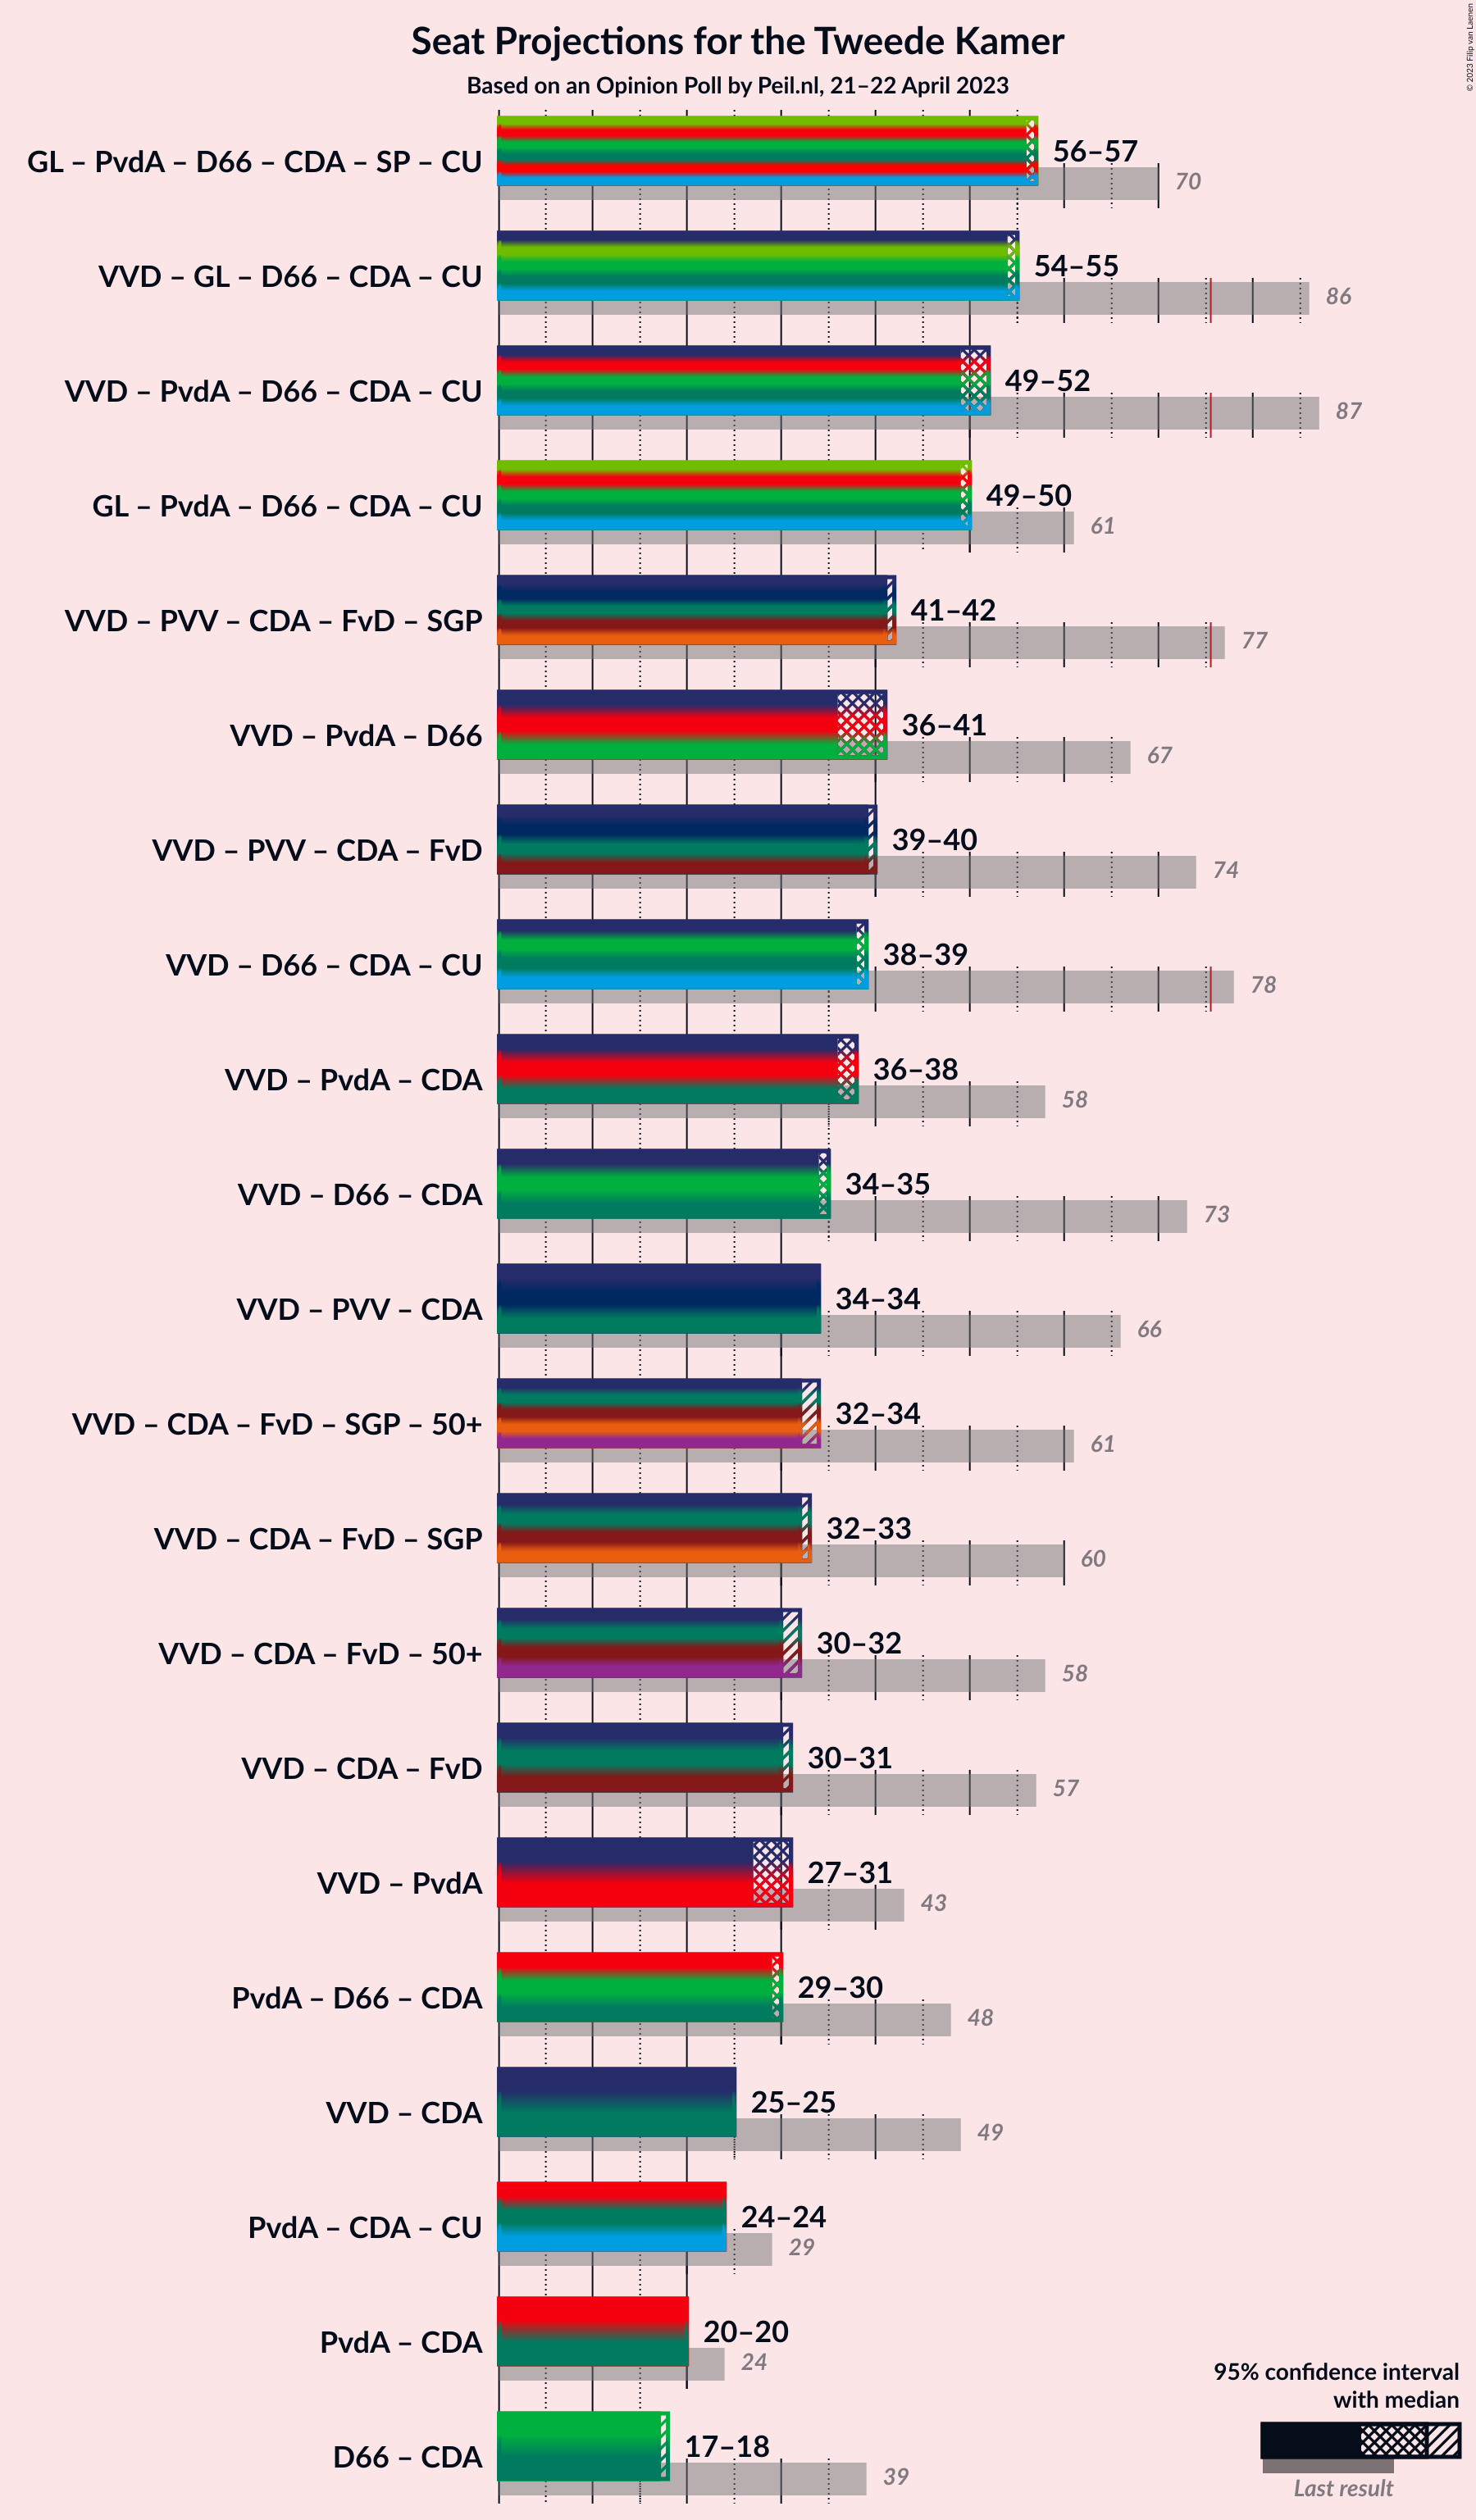 © 2023 Filip van Laenen
Seat Projections for the Tweede Kamer
Based on an Opinion Poll by Peil.nl, 21–22 April 2023
GL – PvdA – D66 – CDA – SP – CU 56–57 70
VVD – GL – D66 – CDA – CU 54–55 86
VVD – PvdA – D66 – CDA – CU 49–52 87
GL – PvdA – D66 – CDA – CU 49–50 61
VVD – PVV – CDA – FvD – SGP 41–42 77
VVD – PvdA – D66 36–41 67
VVD – PVV – CDA – FvD 39–40 74
VVD – D66 – CDA – CU 38–39 78
VVD – PvdA – CDA 36–38 58
VVD – D66 – CDA 34–35 73
VVD – PVV – CDA 34–34 66
VVD – CDA – FvD – SGP – 50+ 32–34 61
VVD – CDA – FvD – SGP 32–33 60
VVD – CDA – FvD – 50+ 30–32 58
VVD – CDA – FvD 30–31 57
VVD – PvdA 27–31 43
PvdA – D66 – CDA 29–30 48
VVD – CDA 25–25 49
PvdA – CDA – CU 24–24 29
PvdA – CDA 20–20 24
D66 – CDA 17–18 39
95% confidence interval
with median
Last result